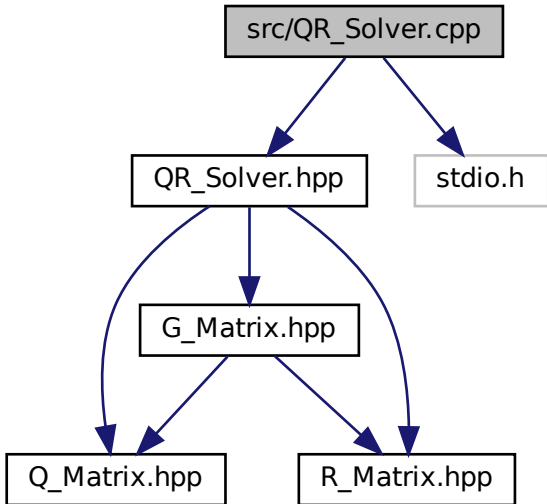 src/QR_Solver.cpp
QR_Solver.hpp
stdio.h
G_Matrix.hpp
Q_Matrix.hpp
R_Matrix.hpp